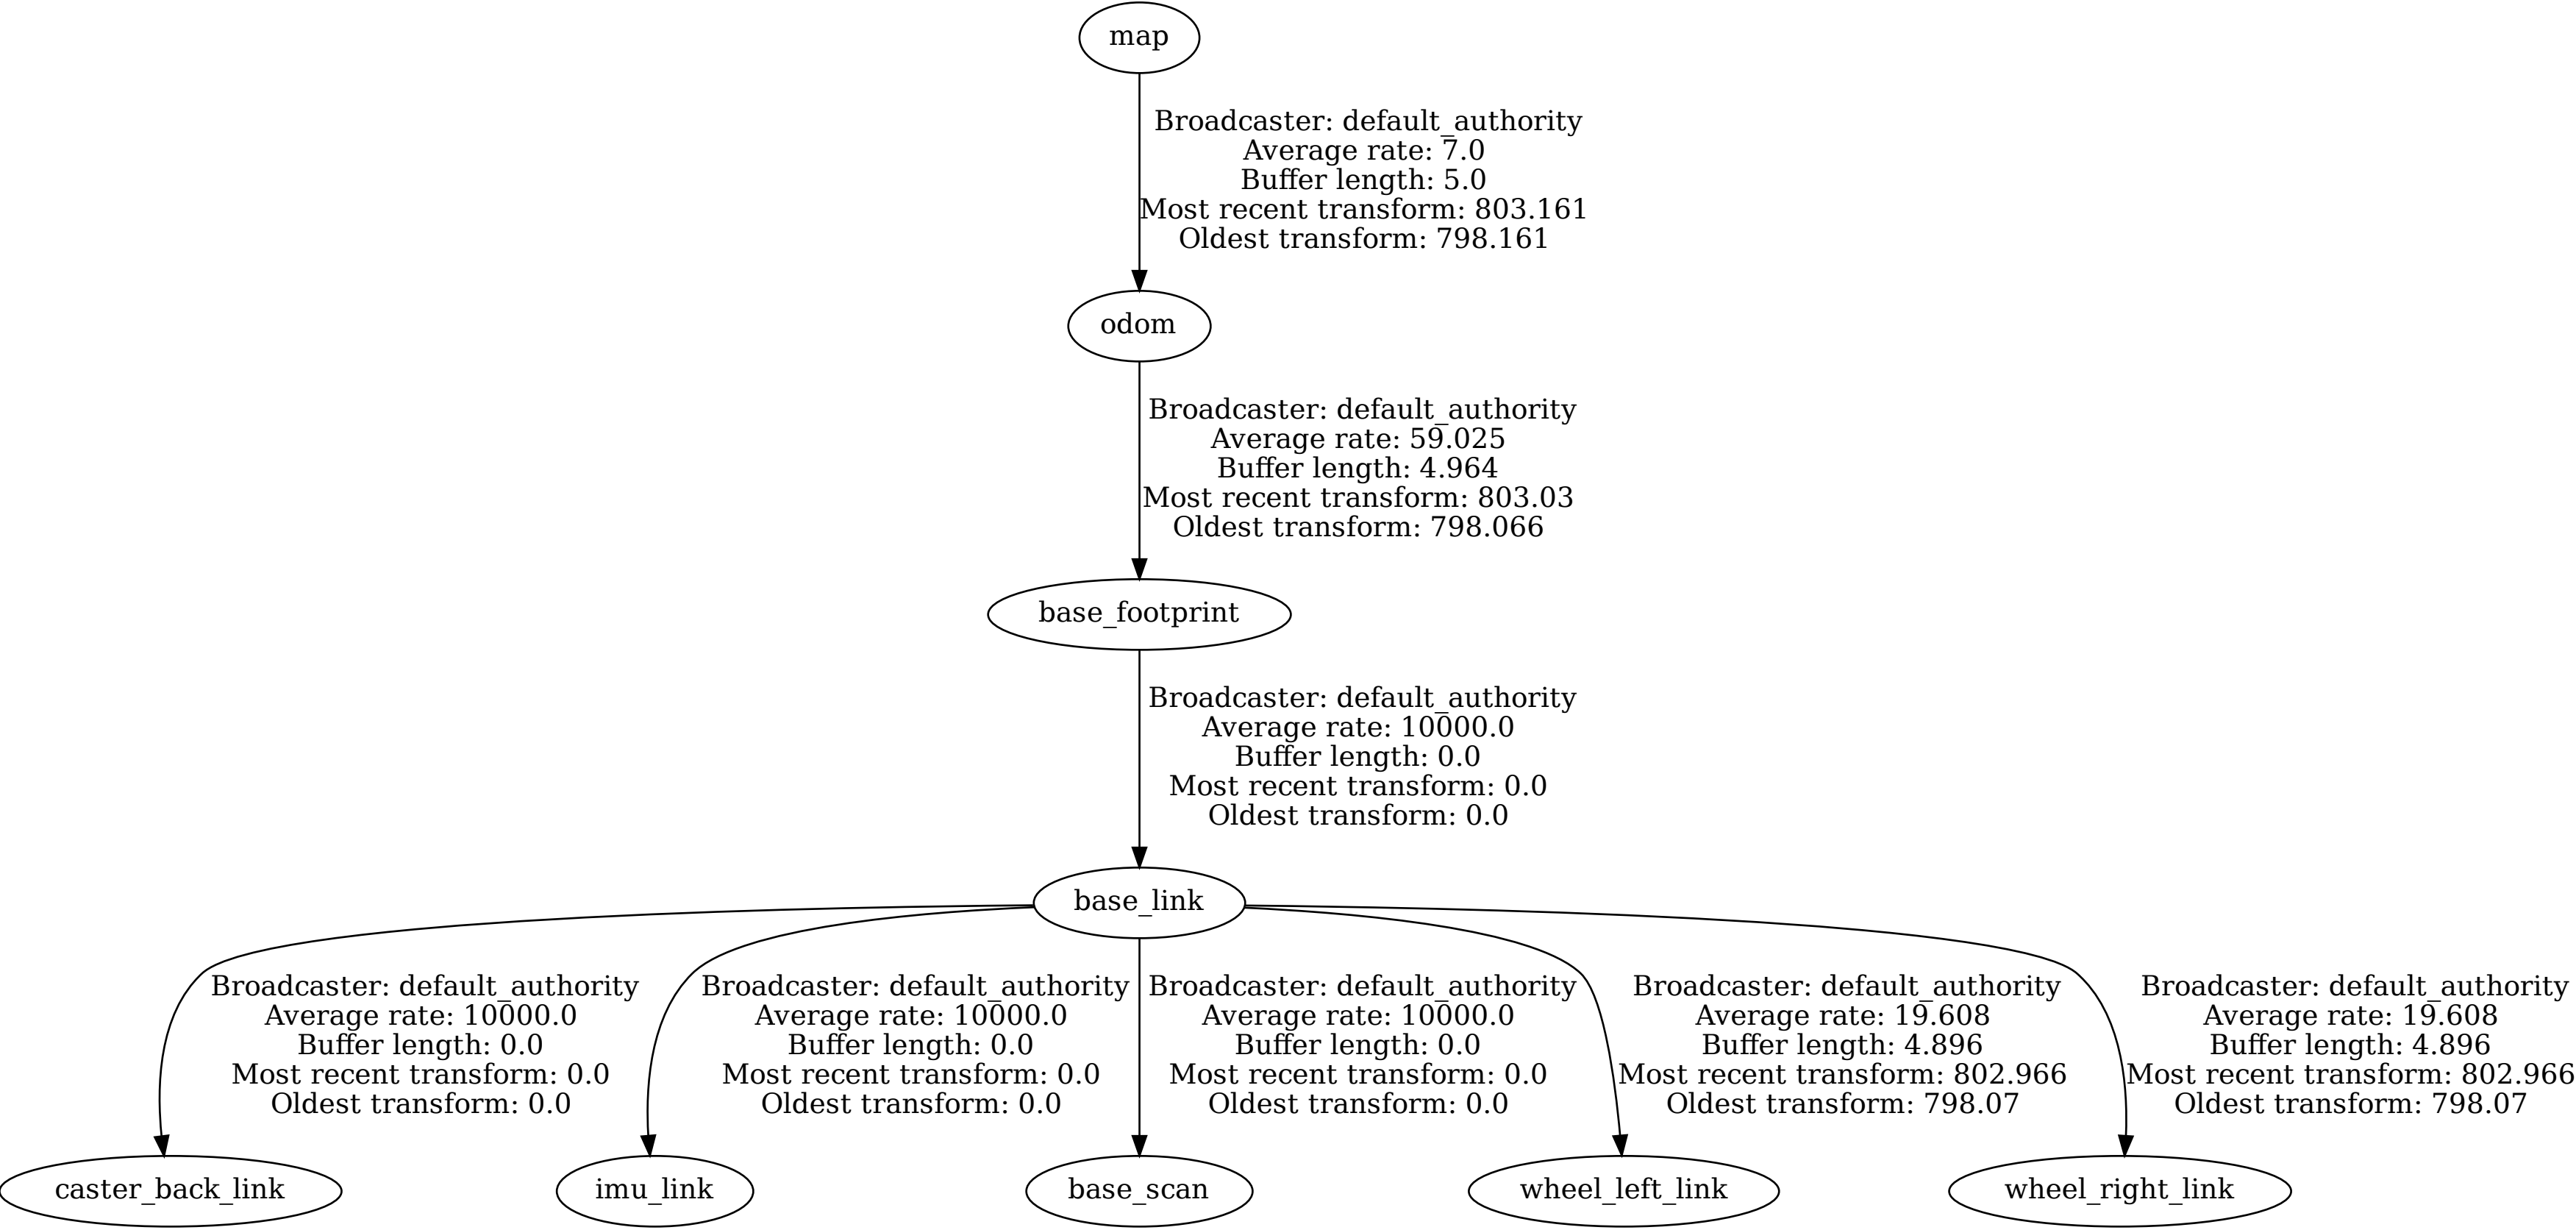 map
Broadcaster: default_authority
Average rate: 7.0
Buffer length: 5.0
Most recent transform: 803.161
Oldest transform: 798.161
odom
Broadcaster: default_authority
Average rate: 59.025
Buffer length: 4.964
Most recent transform: 803.03
Oldest transform: 798.066
base_footprint
Broadcaster: default_authority
Average rate: 10000.0
Buffer length: 0.0
Most recent transform: 0.0
Oldest transform: 0.0
base_link
Broadcaster: default_authority
Average rate: 10000.0
Buffer length: 0.0
Most recent transform: 0.0
Oldest transform: 0.0
Broadcaster: default_authority
Average rate: 10000.0
Buffer length: 0.0
Most recent transform: 0.0
Oldest transform: 0.0
Broadcaster: default_authority
Average rate: 10000.0
Buffer length: 0.0
Most recent transform: 0.0
Oldest transform: 0.0
Broadcaster: default_authority
Average rate: 19.608
Buffer length: 4.896
Most recent transform: 802.966
Oldest transform: 798.07
Broadcaster: default_authority
Average rate: 19.608
Buffer length: 4.896
Most recent transform: 802.966
Oldest transform: 798.07
caster_back_link
imu_link
base_scan
wheel_left_link
wheel_right_link